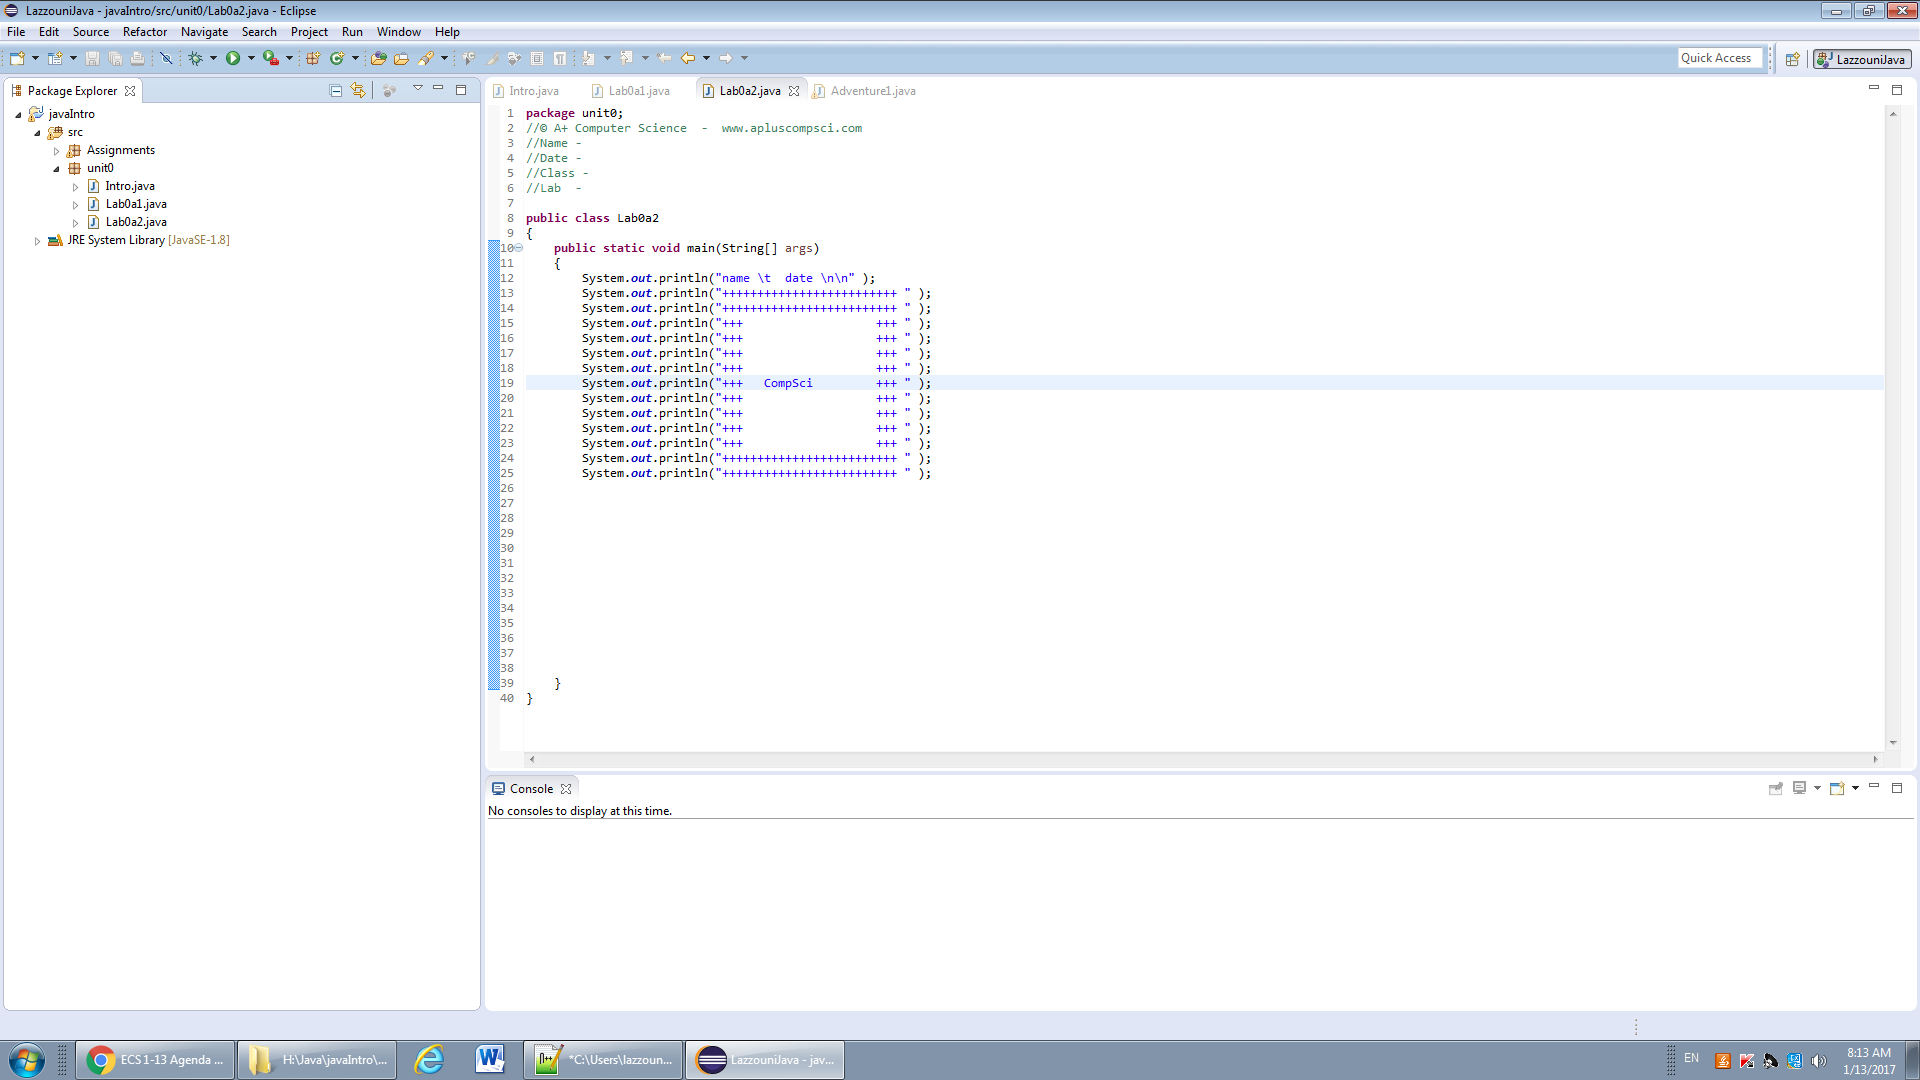 LazzouniJava - javaIntro/src/unit0/Lab0a2.java - Eclipse
File Edit Source Refactor Navigate Search Project Run Window Help
Quick Access LazzouniJava
Package Explorer
javaIntro
src
Assignments
unit0
Intro.java
Lab0a1.java
Lab0a2.java
JRE System Library [JavaSE-1.8]
Intro.java Lab0a1.java Lab0a2.java Adventure1.java
1 package unit0;
2 //© A+ Computer Science  -  www.apluscompsci.com
3 //Name -
4 //Date -
5 //Class -
6 //Lab  -
7
8 public class Lab0a2
9 {
10     public static void main(String[] args)
11     {
12         System.out.println("name \t  date \n\n" );
13         System.out.println("+++++++++++++++++++++++++ " );
14         System.out.println("+++++++++++++++++++++++++ " );
15         System.out.println("+++                   +++ " );
16         System.out.println("+++                   +++ " );
17         System.out.println("+++                   +++ " );
18         System.out.println("+++                   +++ " );
19         System.out.println("+++   CompSci         +++ " );
20         System.out.println("+++                   +++ " );
21         System.out.println("+++                   +++ " );
22         System.out.println("+++                   +++ " );
23         System.out.println("+++                   +++ " );
24         System.out.println("+++++++++++++++++++++++++ " );
25         System.out.println("+++++++++++++++++++++++++ " );
26
27
28
29
30
31
32
33
34
35
36
37
38
39     }
40 }
Console
No consoles to display at this time.
ECS 1-13 Agenda ... H:\Java\javaIntro\... *C:\Users\lazzoun... LazzouniJava - jav... EN 8:13 AM
1/13/2017